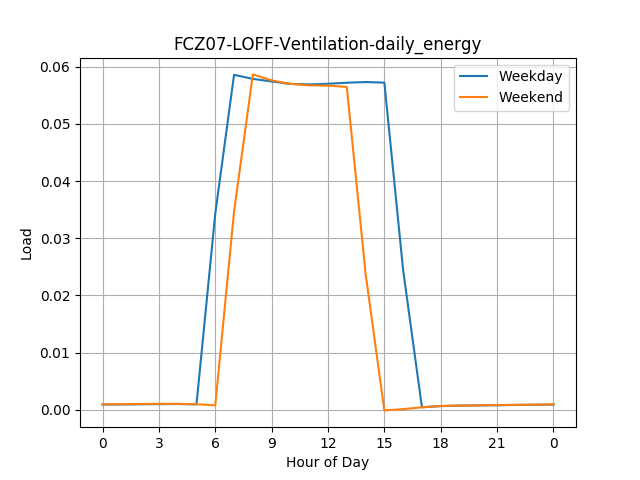 FCZ07-LOFF-Ventilation-daily_energy
Weekday
Weekend
Load
0.06
0.05
0.04
0.03
0.02
0.01
0.00
0 3 6 9 12 15 18 21 0
Hour of Day